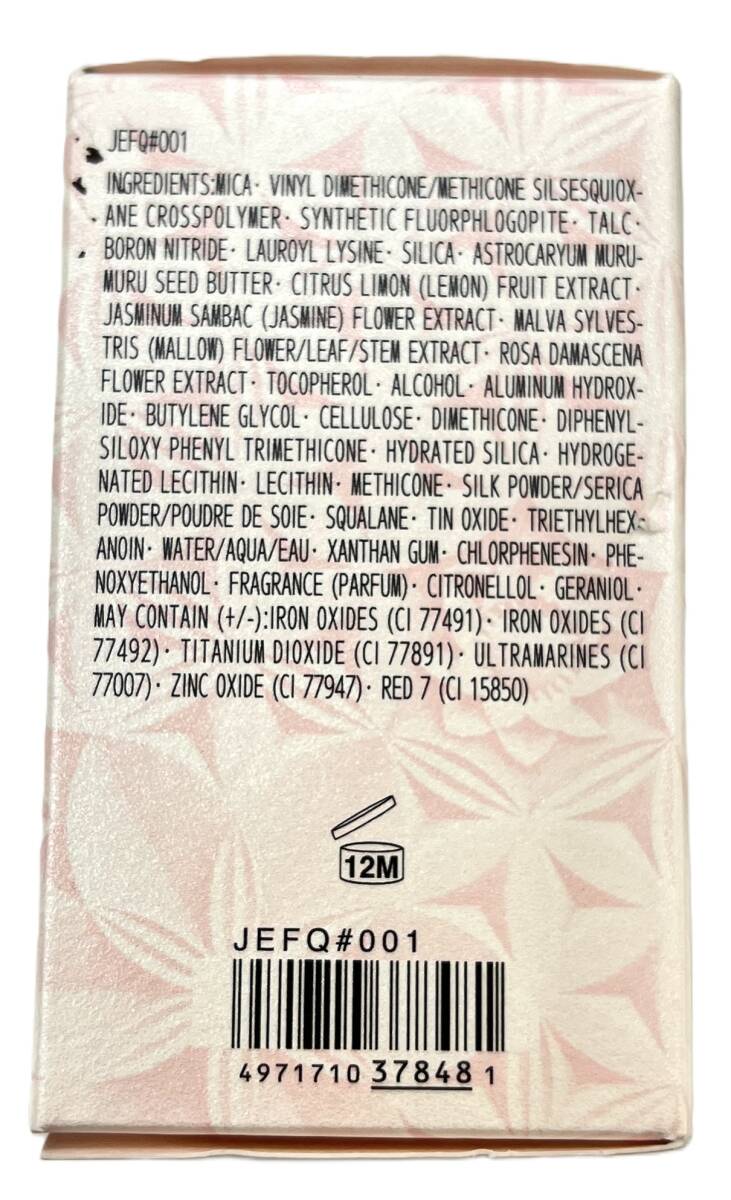 JEFQ#001
INGREDIENTS:MICA· VINYL DIMETHICONE/METHICONE SILSESQUIOX-
ANE CROSSPOLYMER· SYNTHETIC FLUORPHLOGOPITE· TALC·
BORON NITRIDE· LAUROYL LYSINE· SILICA· ASTROCARYUM MURU-
MURU SEED BUTTER· CITRUS LIMON (LEMON) FRUIT EXTRACT·
JASMINUM SAMBAC (JASMINE) FLOWER EXTRACT· MALVA SYLVES-
TRIS (MALLOW) FLOWER/LEAF/STEM EXTRACT· ROSA DAMASCENA
FLOWER EXTRACT· TOCOPHEROL· ALCOHOL· ALUMINUM HYDROX-
IDE· BUTYLENE GLYCOL· CELLULOSE· DIMETHICONE· DIPHENYL-
SILOXY PHENYL TRIMETHICONE· HYDRATED SILICA· HYDROGE-
NATED LECITHIN· LECITHIN· METHICONE· SILK POWDER/SERICA
POWDER/POUDRE DE SOIE· SQUALANE· TIN OXIDE· TRIETHYLHEX-
ANOIN· WATER/AQUA/EAU· XANTHAN GUM· CHLORPHENESIN· PHE-
NOXYETHANOL· FRAGRANCE (PARFUM)· CITRONELLOL· GERANIOL·
MAY CONTAIN (+/-):IRON OXIDES (CI 77491)· IRON OXIDES (CI
77492)· TITANIUM DIOXIDE (CI 77891)· ULTRAMARINES (CI
77007)· ZINC OXIDE (CI 77947)· RED 7 (CI 15850)
12M
JEFQ#001
4971710 37848 1